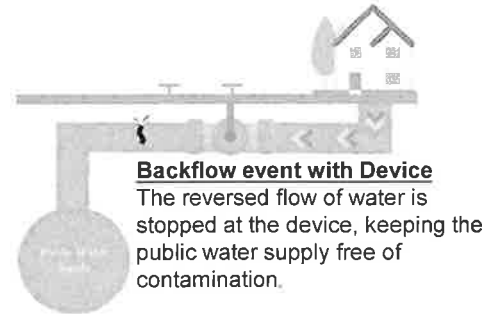 Backflow event with Device
The reversed flow of water is
stopped at the device, keeping the
public water supply free of
contamination.